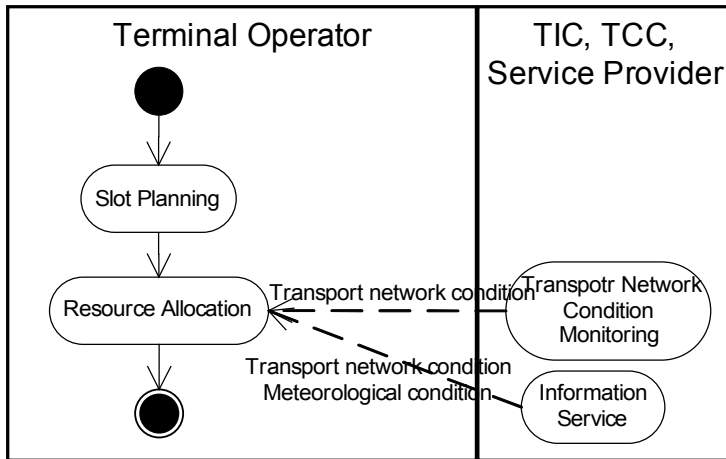 Terminal Operator
TIC, TCC,
Service Provider
Slot Planning
Resource Allocation
Transport network condition
Transpotr Network
Condition
Monitoring
Transport network condition
Meteorological condition
Information
Service